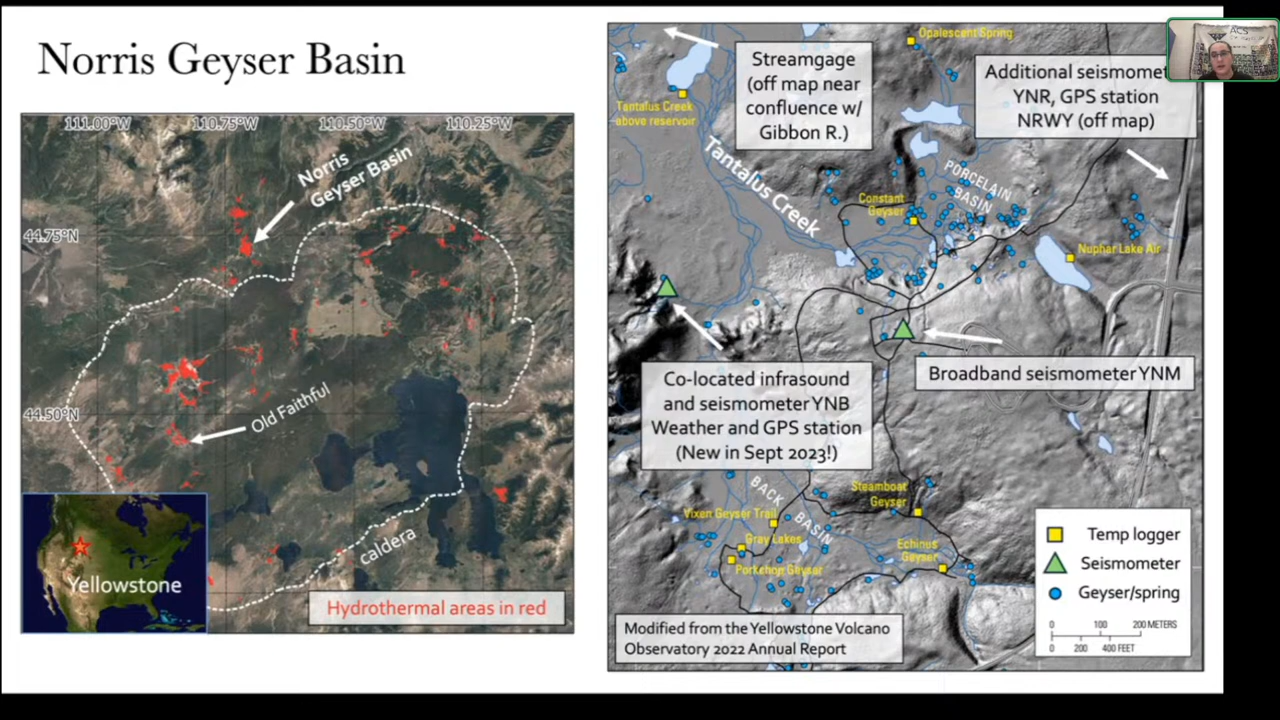 Norris Geyser Basin
111.00°W
110.75°W
110.50°W
110.25°W
44.75°N
44.50°N
Norris
Geyser Basin
Old Faithful
caldera
Yellowstone
Hydrothermal areas in red
Streamgage
(off map near
confluence w/
Gibbon R.)
Opalescent Spring
Additional seismomet
YNR, GPS station
NRWY (off map)
ACS
Tantalus Creek
above reservoir
Tantalus Creek
PORCELAIN
BASIN
Constant
Geyser
Nuphar Lake Air
Co-located infrasound
and seismometer YNB
Weather and GPS station
(New in Sept 2023!)
Broadband seismometer YNM
BACK
BASIN
Steamboat
Geyser
Vixen Geyser Trail
Gray Lakes
Porkchop Geyser
Echinus
Geyser
Temp logger
Seismometer
Geyser/spring
0 100 200 METERS
0 200 400 FEET
Modified from the Yellowstone Volcano
Observatory 2022 Annual Report